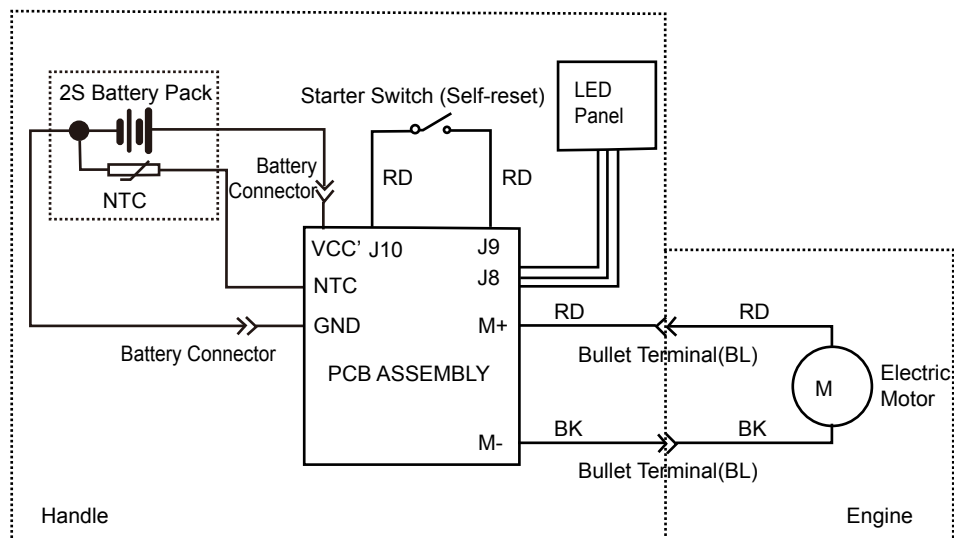 2S Battery Pack
NTC
Battery
Connector
Starter Switch (Self-reset)
RD
RD
LED
Panel
VCC' J10
J9
J8
NTC
GND
M+
PCB ASSEMBLY
M-
Battery Connector
RD
RD
Bullet Terminal(BL)
M
Electric
Motor
BK
BK
Bullet Terminal(BL)
Handle
Engine